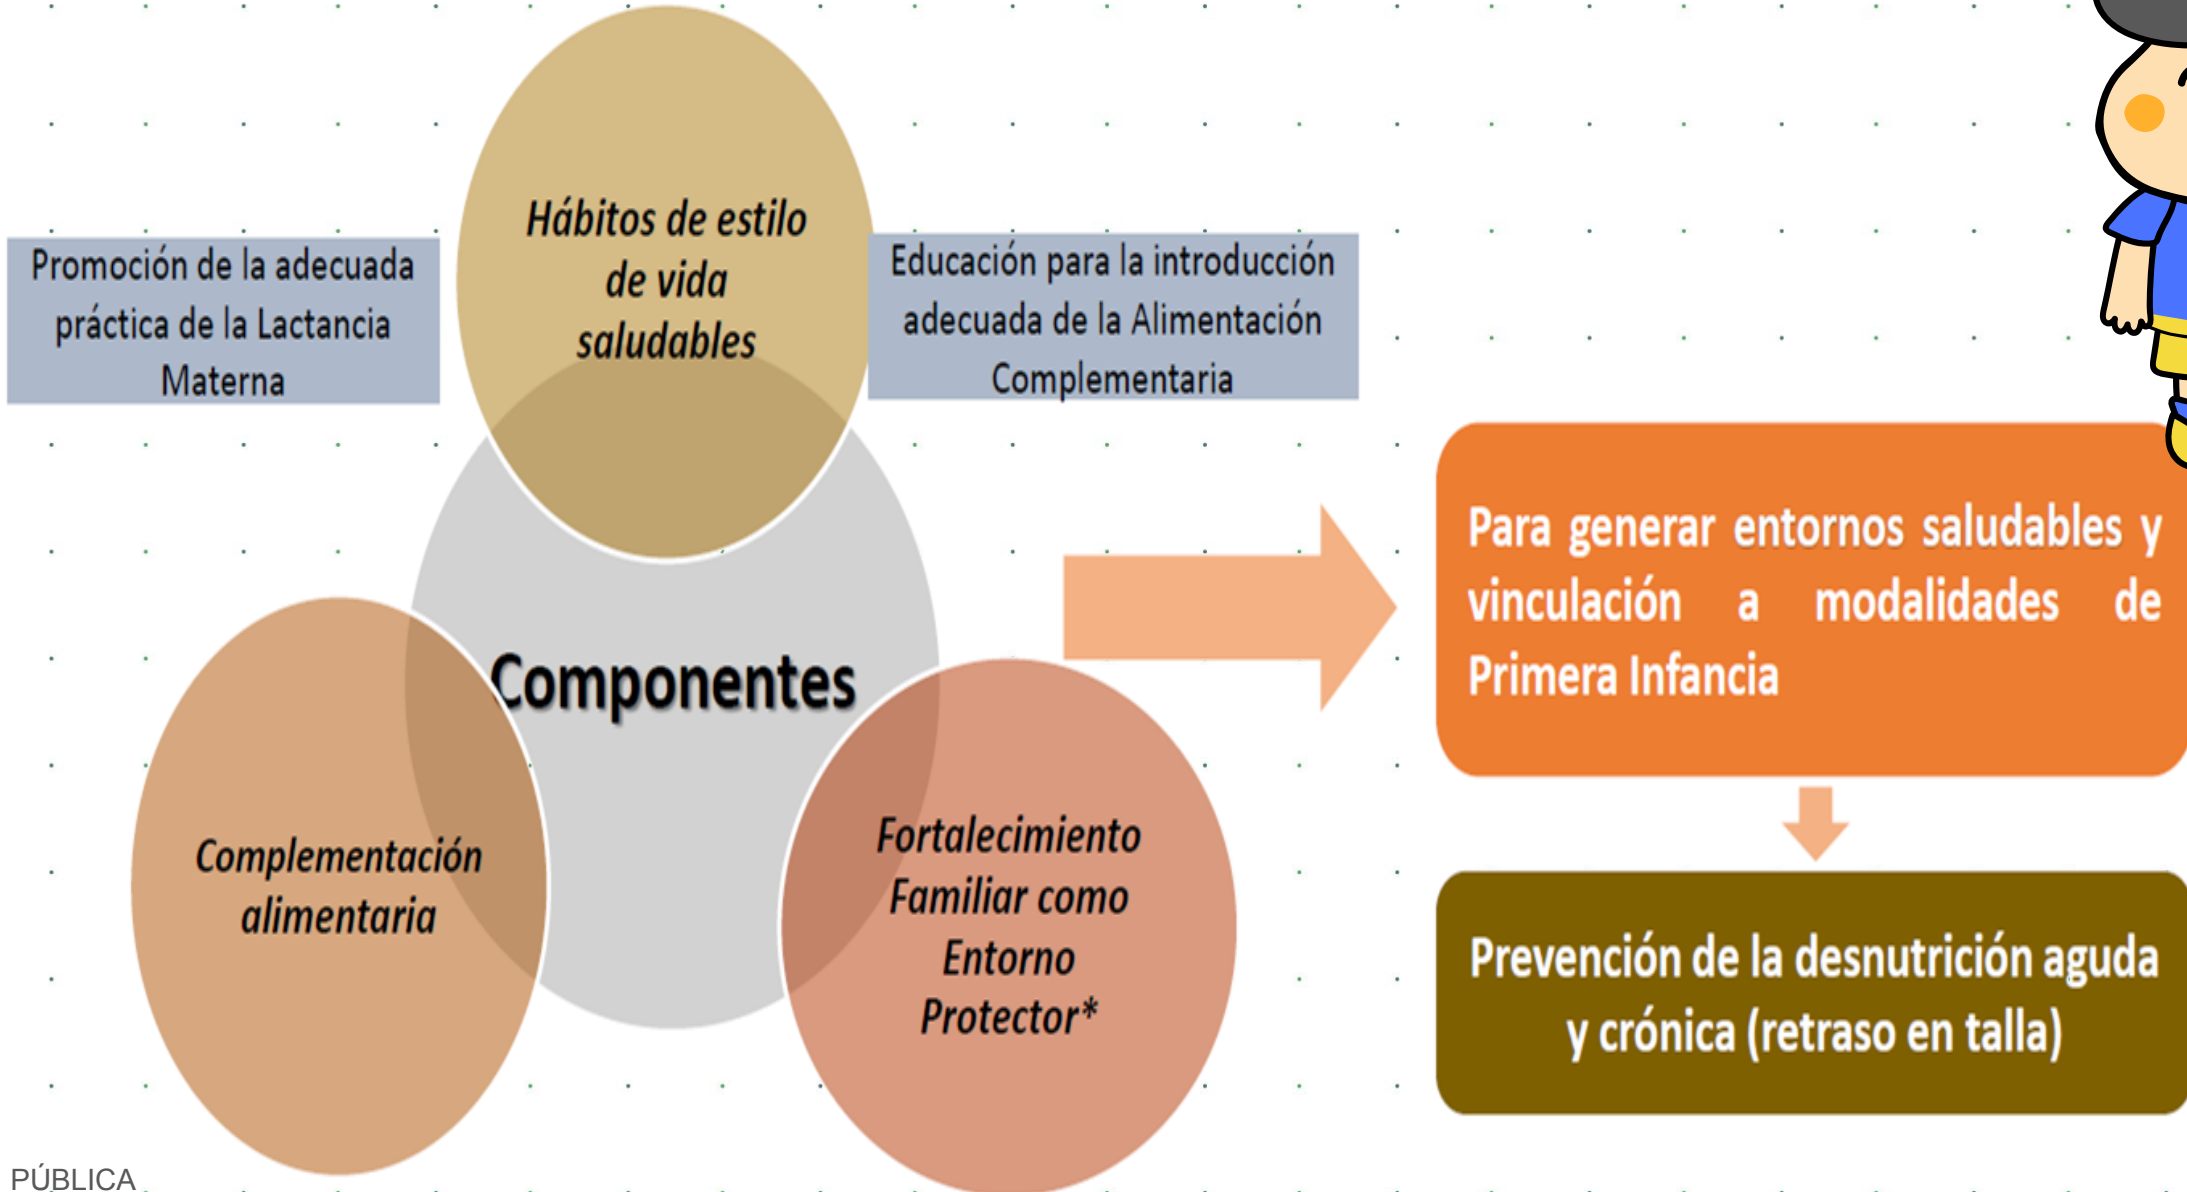 Hábitos de estilo
de vida
saludables
Promoción de la adecuada
práctica de la Lactancia
Materna
Educación para la introducción
adecuada de la Alimentación
Complementaria
Componentes
Complementación
alimentaria
Fortalecimiento
Familiar como
Entorno
Protector*
Para generar entornos saludables y
vinculación a modalidades de
Primera Infancia
Prevención de la desnutrición aguda
y crónica (retraso en talla)
PÚBLICA